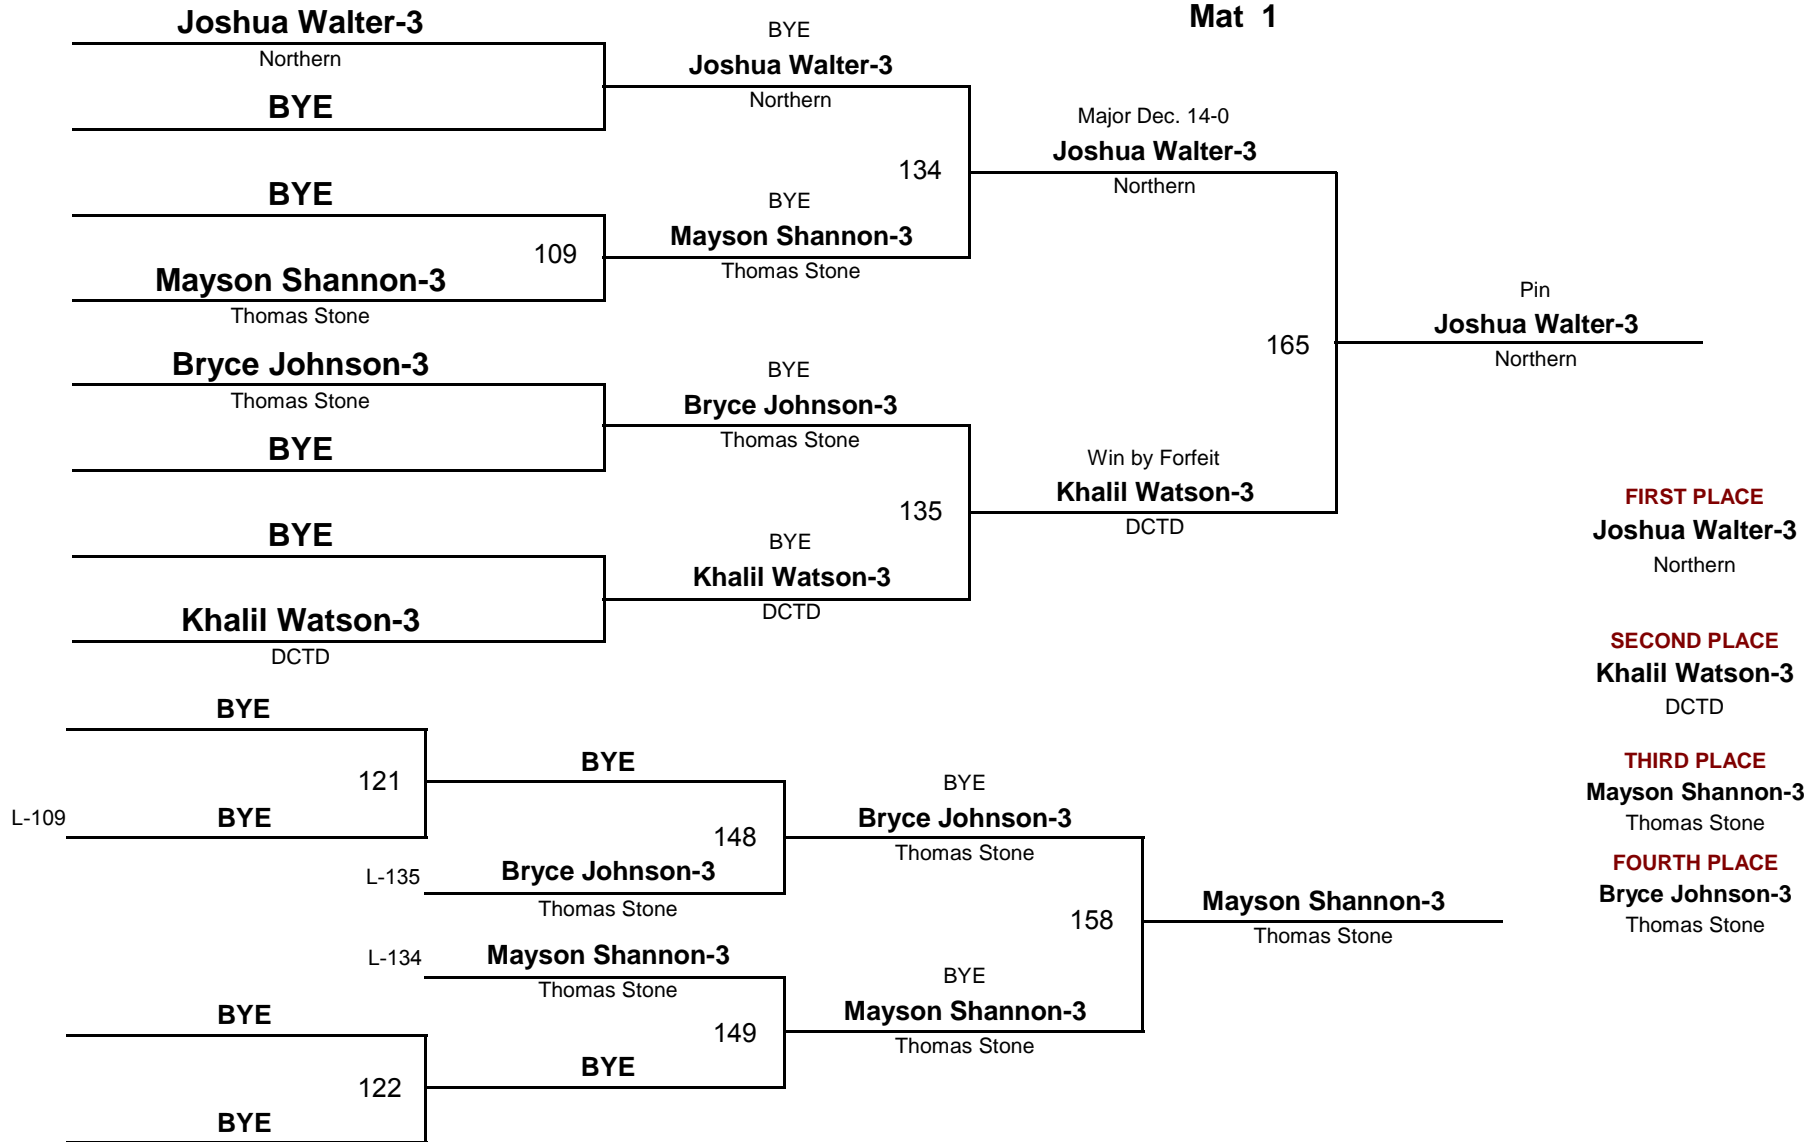 Mat 1
Joshua Walter-3
Northern
BYE
BYE
Mayson Shannon-3
Thomas Stone
109
Bryce Johnson-3
Thomas Stone
BYE
BYE
Khalil Watson-3
DCTD
BYE
Joshua Walter-3
Northern
134
BYE
Mayson Shannon-3
Thomas Stone
BYE
Bryce Johnson-3
Thomas Stone
135
BYE
Khalil Watson-3
DCTD
Major Dec. 14-0
Joshua Walter-3
Northern
165
Win by Forfeit
Khalil Watson-3
DCTD
Pin
Joshua Walter-3
Northern
FIRST PLACE
Joshua Walter-3
Northern
SECOND PLACE
Khalil Watson-3
DCTD
THIRD PLACE
Mayson Shannon-3
Thomas Stone
FOURTH PLACE
Bryce Johnson-3
Thomas Stone
BYE
121
L-109
BYE
BYE
148
L-135
Bryce Johnson-3
Thomas Stone
L-134
Mayson Shannon-3
Thomas Stone
149
BYE
BYE
122
BYE
BYE
Bryce Johnson-3
Thomas Stone
158
BYE
Mayson Shannon-3
Thomas Stone
Mayson Shannon-3
Thomas Stone